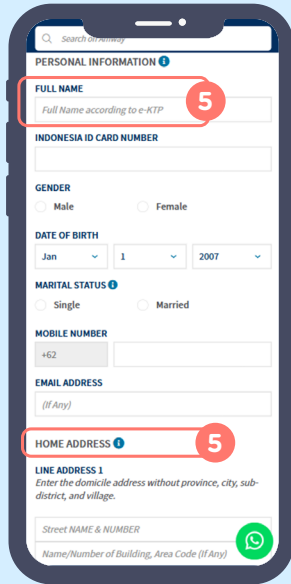 Search on Amway
PERSONAL INFORMATION i
FULL NAME
Full Name according to e-KTP
5
INDONESIA ID CARD NUMBER
GENDER
Male Female
DATE OF BIRTH
Jan 1 2007
MARITAL STATUS i
Single Married
MOBILE NUMBER
+62
EMAIL ADDRESS
(If Any)
HOME ADDRESS i
5
LINE ADDRESS 1
Enter the domicile address without province, city, sub-
district, and village.
Street NAME & NUMBER
Name/Number of Building, Area Code (If Any)